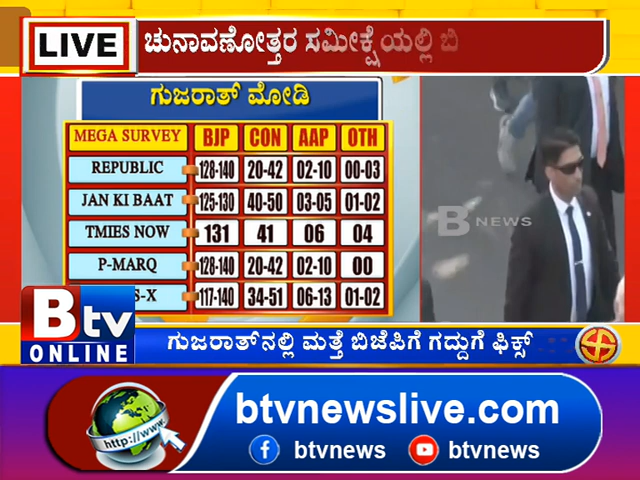 LIVE
ಚುನಾವಣೋತ್ತರ ಸಮೀಕ್ಷೆಯಲ್ಲಿ
ಗುಜರಾತ್ ಮೋಡಿ
MEGA SURVEY BJP CON AAP OTH
REPUBLIC 128-140 20-42 02-10 00-03
JAN KI BAAT 125-130 40-50 03-05 01-02
TMIES NOW 131 41 06 04
P-MARQ 128-140 20-42 02-10 00
S-X 117-140 34-51 06-13 01-02
B NEWS
Btv
ONLINE
ಗುಜರಾತ್‌ನಲ್ಲಿ ಮತ್ತೆ ಬಿಜೆಪಿಗೆ ಗದ್ದುಗೆ ಫಿಕ್ಸ್
http://www.
btvnewslive.com
btvnews btvnews